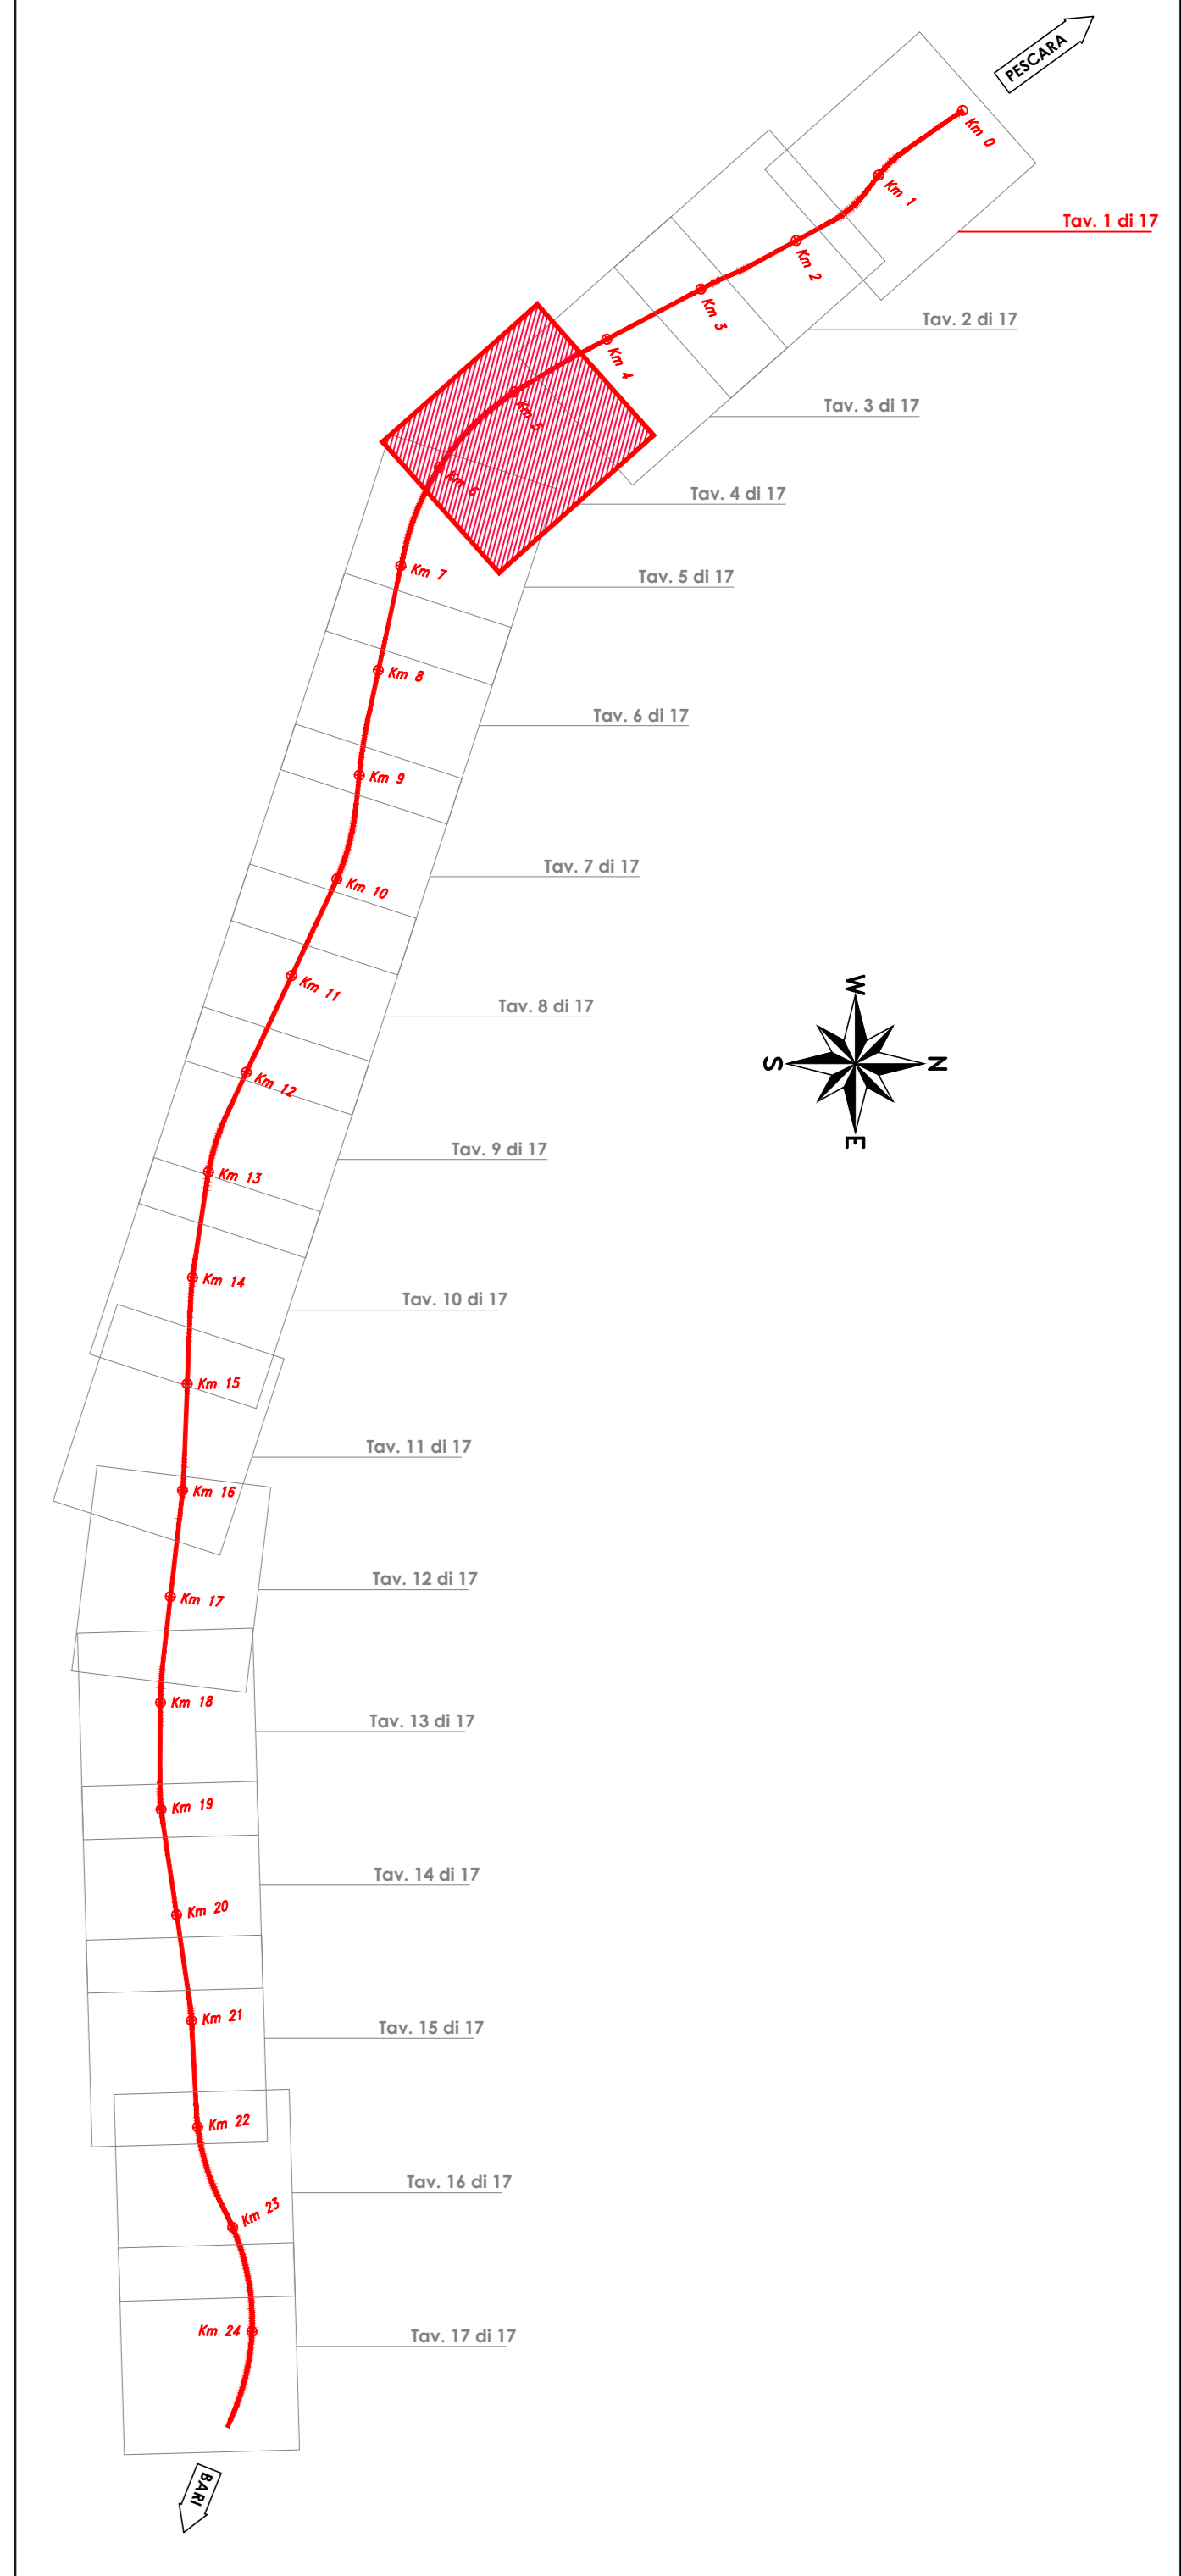 PESCARA
Km 0
Km 1
Tav. 1 di 17
Km 2
Km 3
Tav. 2 di 17
Km 4
Km 5
Tav. 3 di 17
Km 6
Tav. 4 di 17
Km 7
Tav. 5 di 17
Km 8
Tav. 6 di 17
Km 9
Tav. 7 di 17
Km 10
Km 11
W
Tav. 8 di 17
S
N
Km 12
E
Tav. 9 di 17
Km 13
Km 14
Tav. 10 di 17
Km 15
Tav. 11 di 17
Km 16
Tav. 12 di 17
Km 17
Km 18
Tav. 13 di 17
Km 19
Tav. 14 di 17
Km 20
Km 21
Tav. 15 di 17
Km 22
Tav. 16 di 17
Km 23
Km 24
Tav. 17 di 17
BARI